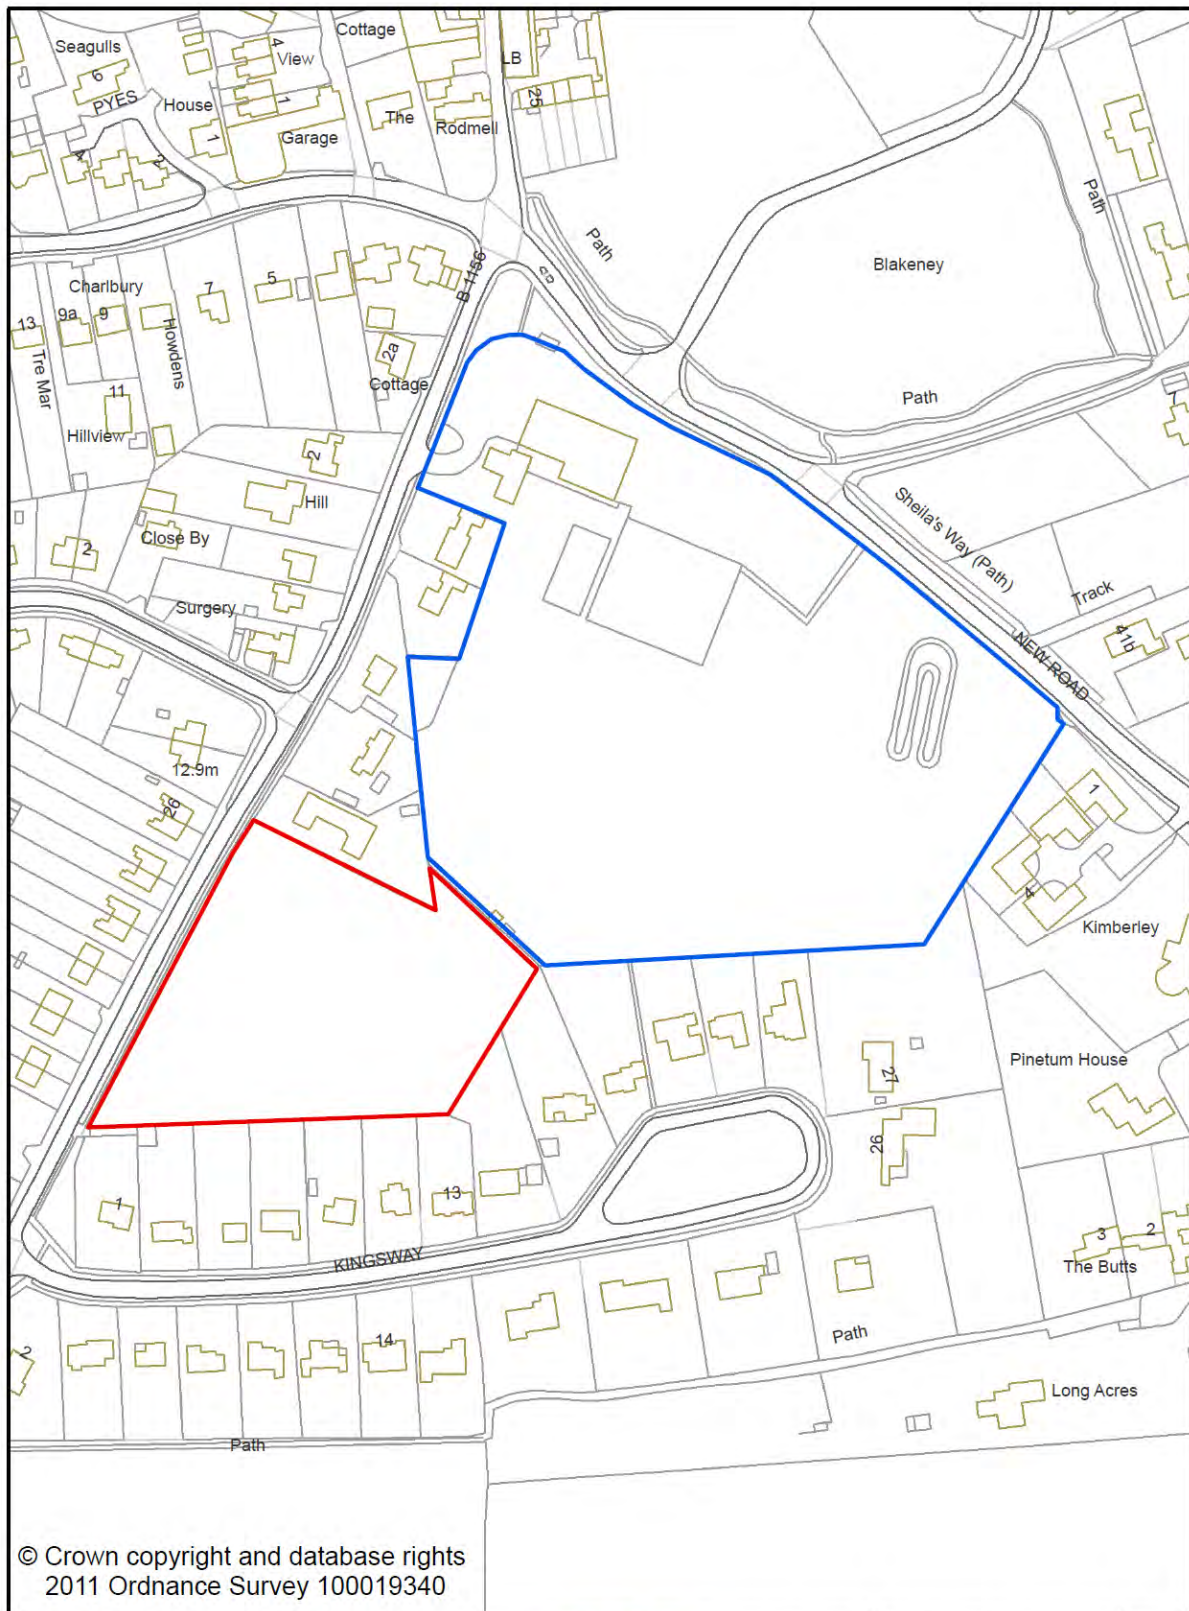 Seagulls
6
PYES
4
View
1
Cottage
LB
25
House
1
Garage
The
Rodmell
4
2
Path
Path
B 1156
Blakeney
Charlbury
7
5
13
9a
9
Tre Mar
Howdens
2a
Cottage
11
Hillview
Path
7
2
Hill
Close By
2
Surgery
Sheila's Way (Path)
Track
41b
NEW ROAD
12.9m
26
1
4
Kimberley
Pinetum House
27
26
1
13
3
2
The Butts
KINGSWAY
14
2
Path
Long Acres
Path
© Crown copyright and database rights
2011 Ordnance Survey 100019340